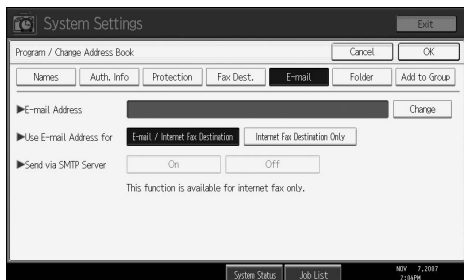 System Settings
Exit
Program / Change Address Book
Cancel
OK
Names
Auth. Info
Protection
Fax Dest.
E-mail
Folder
Add to Group
▶E-mail Address
Change
▶Use E-mail Address for
E-mail / Internet Fax Destination
Internet Fax Destination Only
▶Send via SMTP Server
On
Off
This function is available for internet fax only.
System Status
Job List
NOV 7,2007
2:04PM